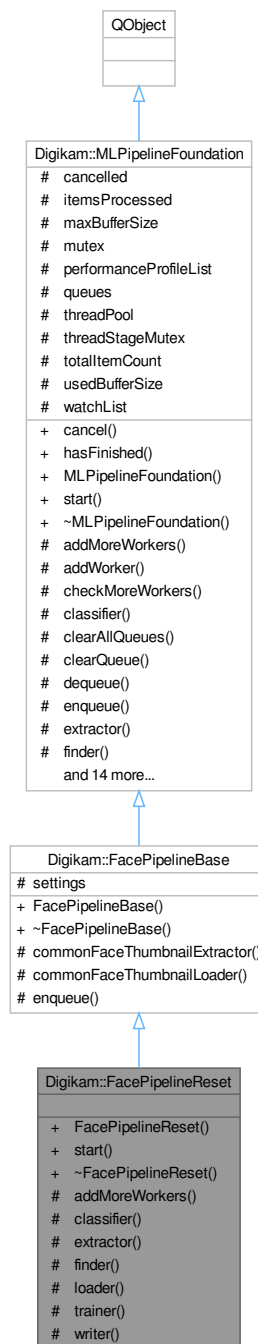 QObject
Digikam::MLPipelineFoundation
# cancelled
# itemsProcessed
# maxBufferSize
# mutex
# performanceProfileList
# queues
# threadPool
# threadStageMutex
# totalItemCount
# usedBufferSize
# watchList
+ cancel()
+ hasFinished()
+ MLPipelineFoundation()
+ start()
+ ~MLPipelineFoundation()
# addMoreWorkers()
# addWorker()
# checkMoreWorkers()
# classifier()
# clearAllQueues()
# clearQueue()
# dequeue()
# enqueue()
# extractor()
# finder()
and 14 more...
Digikam::FacePipelineBase
# settings
+ FacePipelineBase()
+ ~FacePipelineBase()
# commonFaceThumbnailExtractor()
# commonFaceThumbnailLoader()
# enqueue()
Digikam::FacePipelineReset
+ FacePipelineReset()
+ start()
+ ~FacePipelineReset()
# addMoreWorkers()
# classifier()
# extractor()
# finder()
# loader()
# trainer()
# writer()